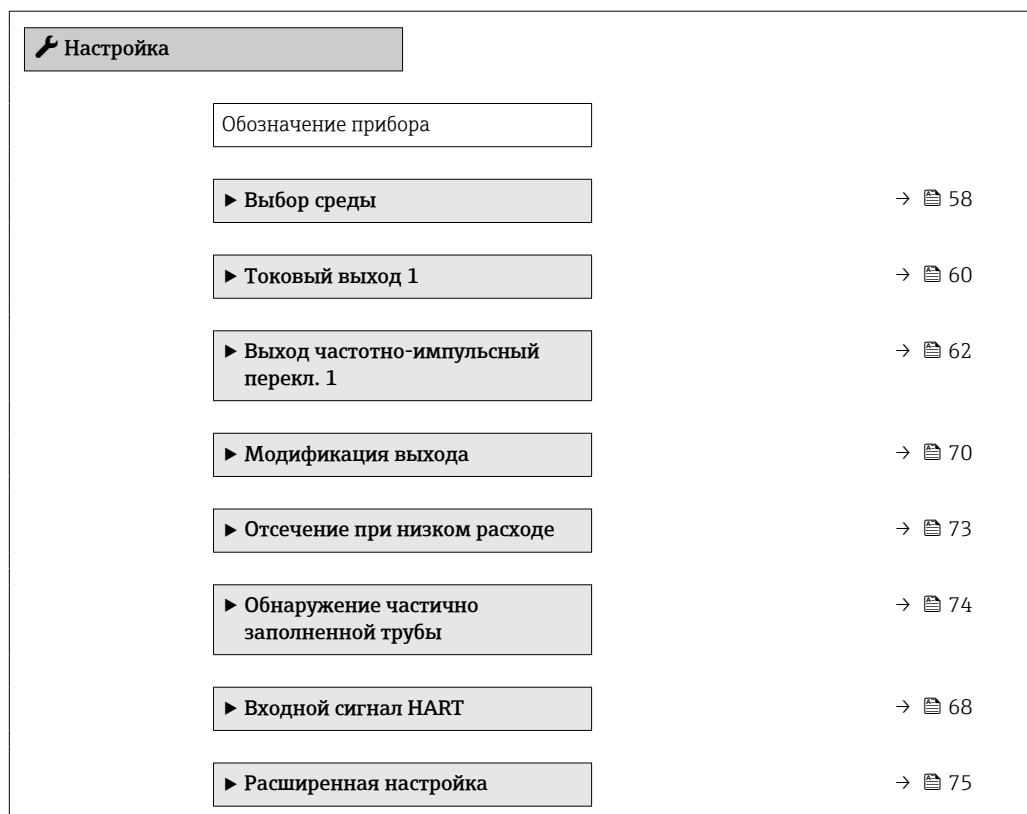 Настройка
Обозначение прибора
▶ Выбор среды → 58
▶ Токовый выход 1 → 60
▶ Выход частотно-импульсный → 62
перекл. 1
▶ Модификация выхода → 70
▶ Отсечение при низком расходе → 73
▶ Обнаружение частично → 74
заполненной трубы
▶ Входной сигнал HART → 68
▶ Расширенная настройка → 75